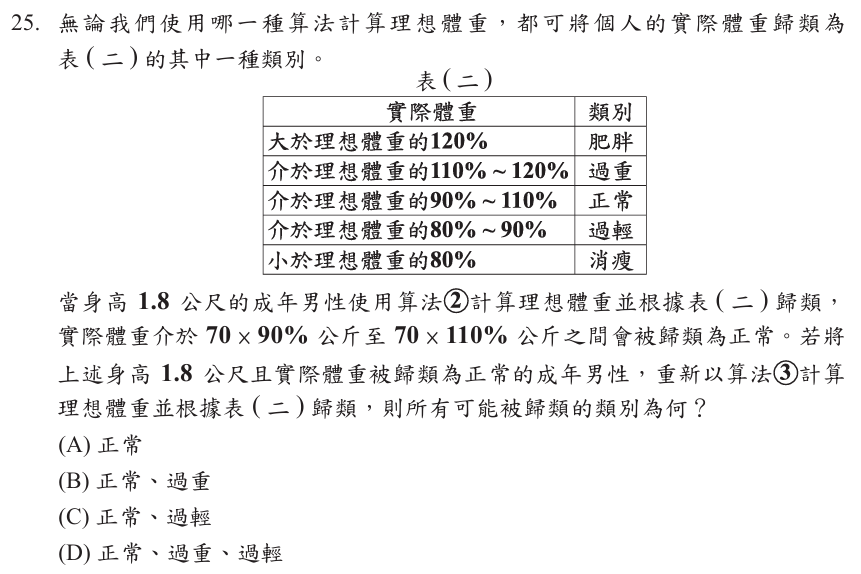 25. 無論我們使用哪一種算法計算理想體重，都可將個人的實際體重歸類為
表(二)的其中一種類別。
表(二)
實際體重 類別
大於理想體重的120% 肥胖
介於理想體重的110% ~ 120% 過重
介於理想體重的90% ~ 110% 正常
介於理想體重的80% ~ 90% 過輕
小於理想體重的80% 消瘦
當身高 1.8 公尺的成年男性使用算法②計算理想體重並根據表(二)歸類，
實際體重介於 70 × 90% 公斤至 70 × 110% 公斤之間會被歸類為正常。若將
上述身高 1.8 公尺且實際體重被歸類為正常的成年男性，重新以算法③計算
理想體重並根據表(二)歸類，則所有可能被歸類的類別為何？
(A) 正常
(B) 正常、過重
(C) 正常、過輕
(D) 正常、過重、過輕